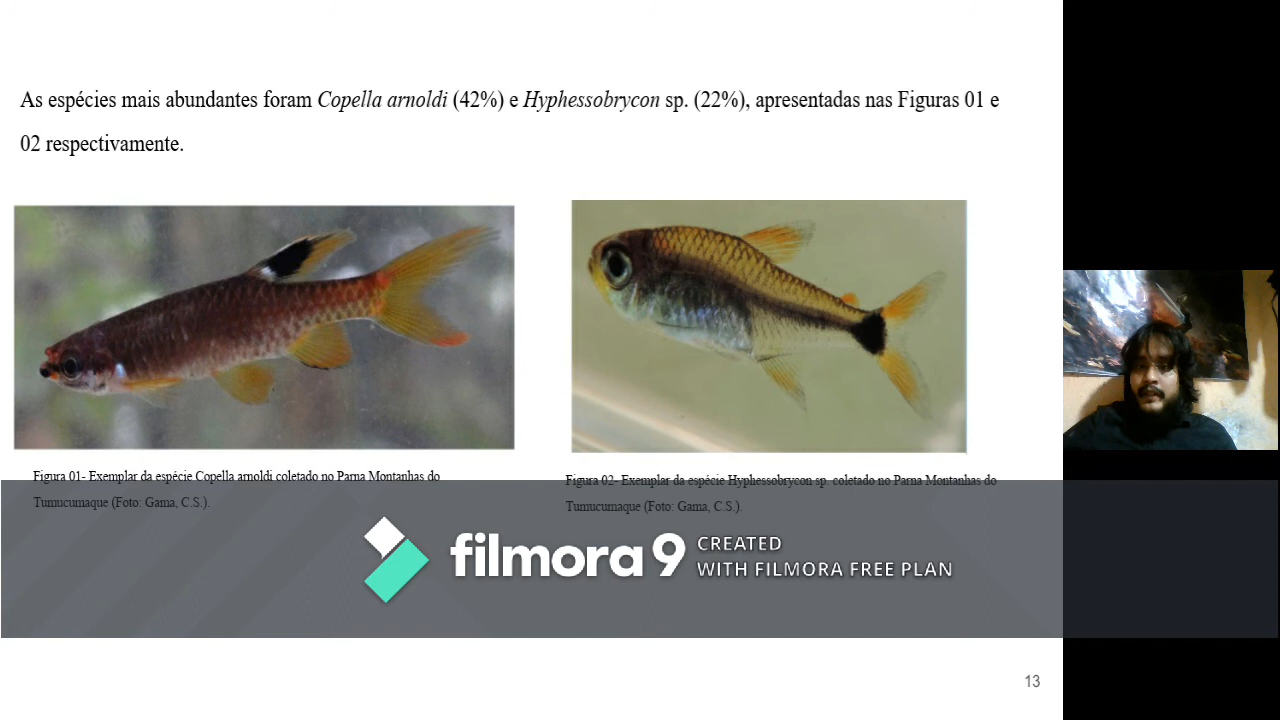 As espécies mais abundantes foram Copella arnoldi (42%) e Hyphessobrycon sp. (22%), apresentadas nas Figuras 01 e
02 respectivamente.
Figura 01- Exemplar da espécie Copella arnoldi coletado no Parna Montanhas do
Tumucumaque (Foto: Gama, C.S.).
Figura 02- Exemplar da espécie Hyphessobrycon sp. coletado no Parna Montanhas do
Tumucumaque (Foto: Gama, C.S.).
filmora 9 CREATED
WITH FILMORA FREE PLAN
13